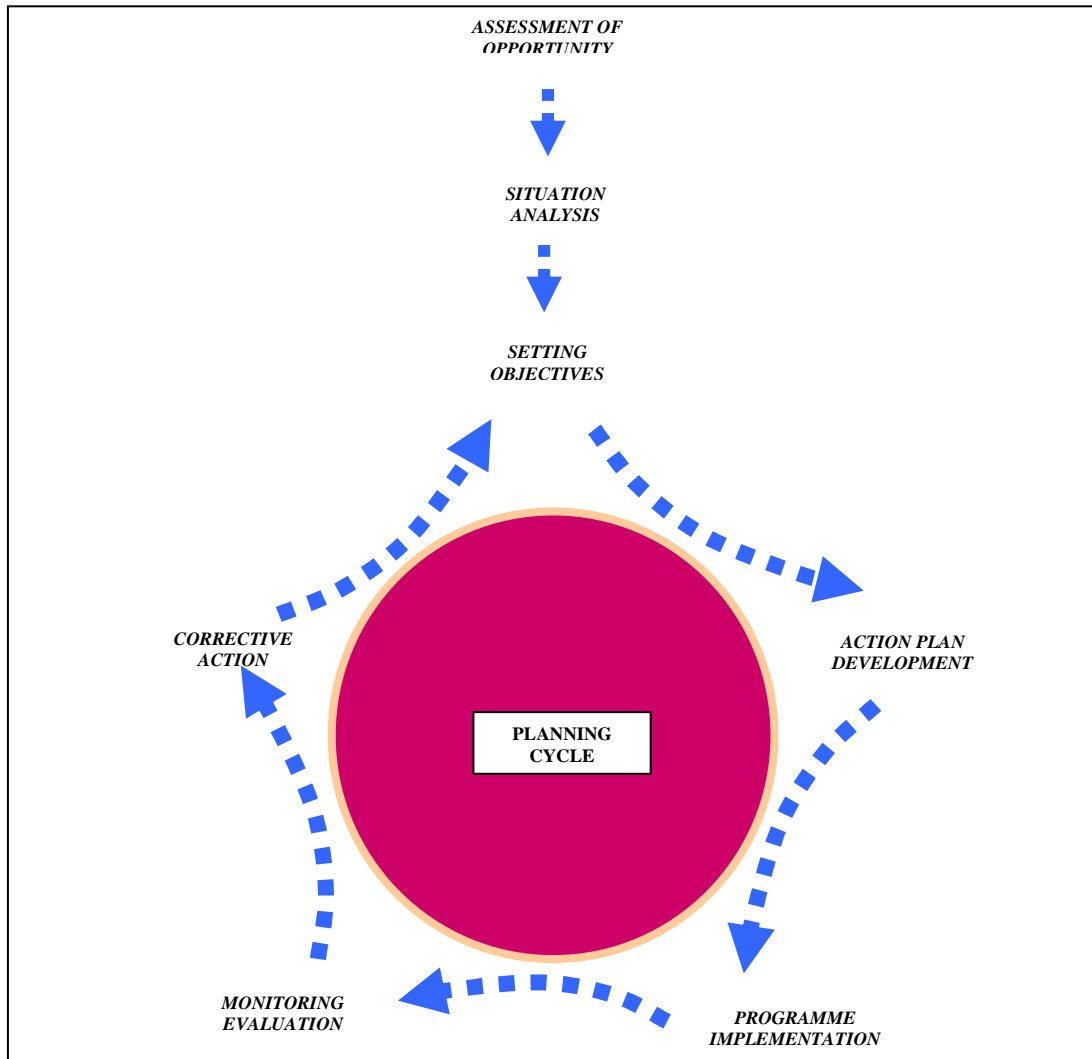 ASSESSMENT OF
OPPORTUNITY
SITUATION
ANALYSIS
SETTING
OBJECTIVES
CORRECTIVE
ACTION
ACTION PLAN
DEVELOPMENT
PLANNING
CYCLE
MONITORING
EVALUATION
PROGRAMME
IMPLEMENTATION